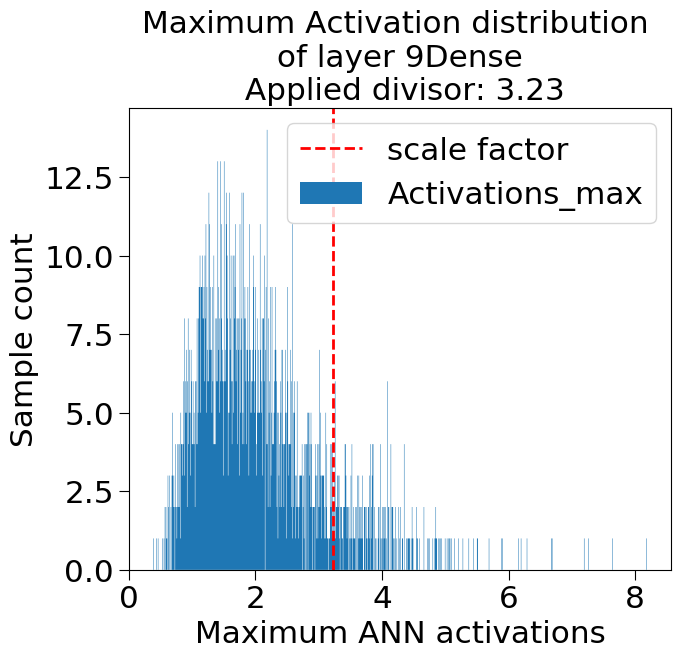 Maximum Activation distribution
of layer 9Dense
Applied divisor: 3.23
scale factor
Activations_max
12.5
10.0
7.5
5.0
2.5
0.0
Sample count
0 2 4 6 8
Maximum ANN activations